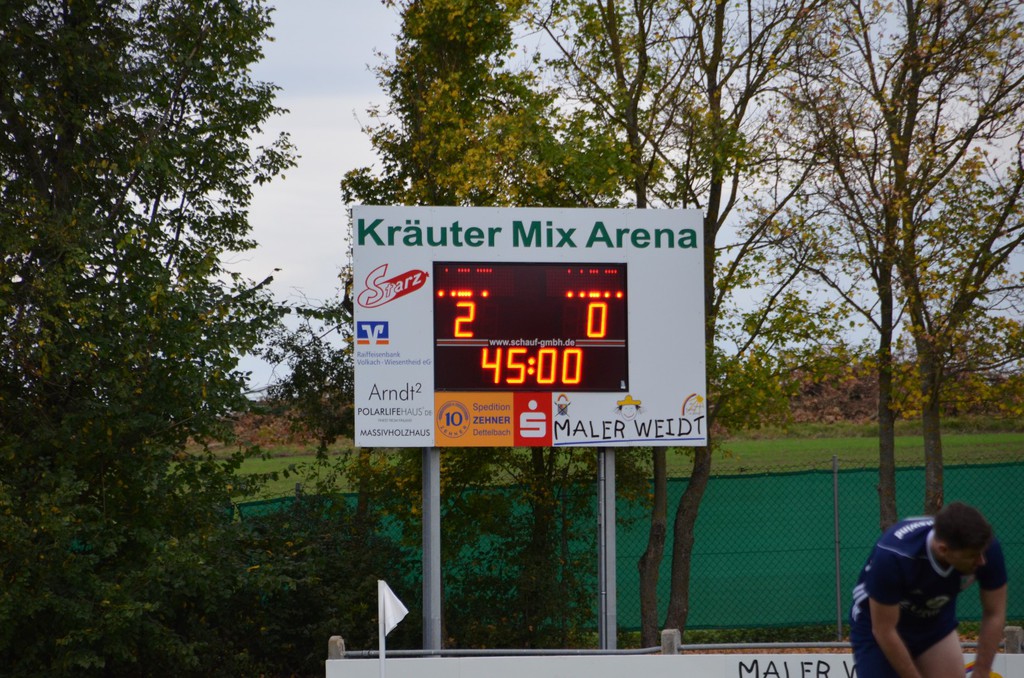 Kräuter Mix Arena
Starz
2 0
www.schauf-gmbh.de
45:00
Raiffeisenbank
Volkach - Wiesentheid eG
Arndt²
POLARLIFEHAUS.DE
MASSIVHOLZHAUS
10
ZEHNER
Spedition
ZEHNER
Dettelbach
S
MALER WEIDT
MALER W